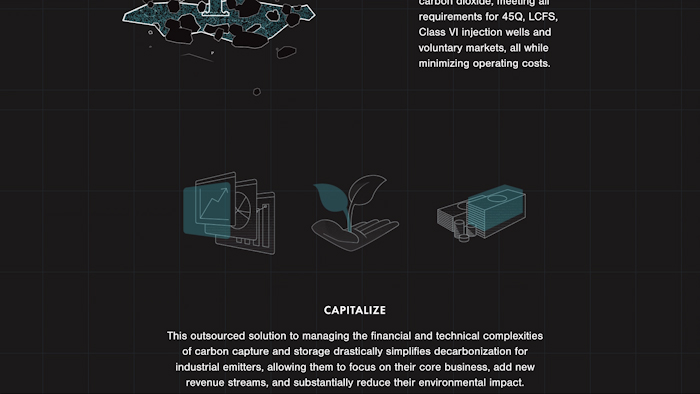 carbon dioxide, meeting all
requirements for 45Q, LCFS,
Class VI injection wells and
voluntary markets, all while
minimizing operating costs.
CAPITALIZE
This outsourced solution to managing the financial and technical complexities
of carbon capture and storage drastically simplifies decarbonization for
industrial emitters, allowing them to focus on their core business, add new
revenue streams, and substantially reduce their environmental impact.